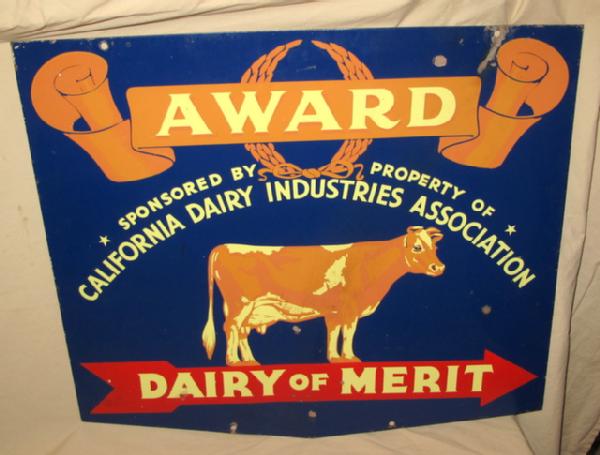 AWARD
SPONSORED BY PROPERTY OF
CALIFORNIA DAIRY INDUSTRIES ASSOCIATION
DAIRY OF MERIT